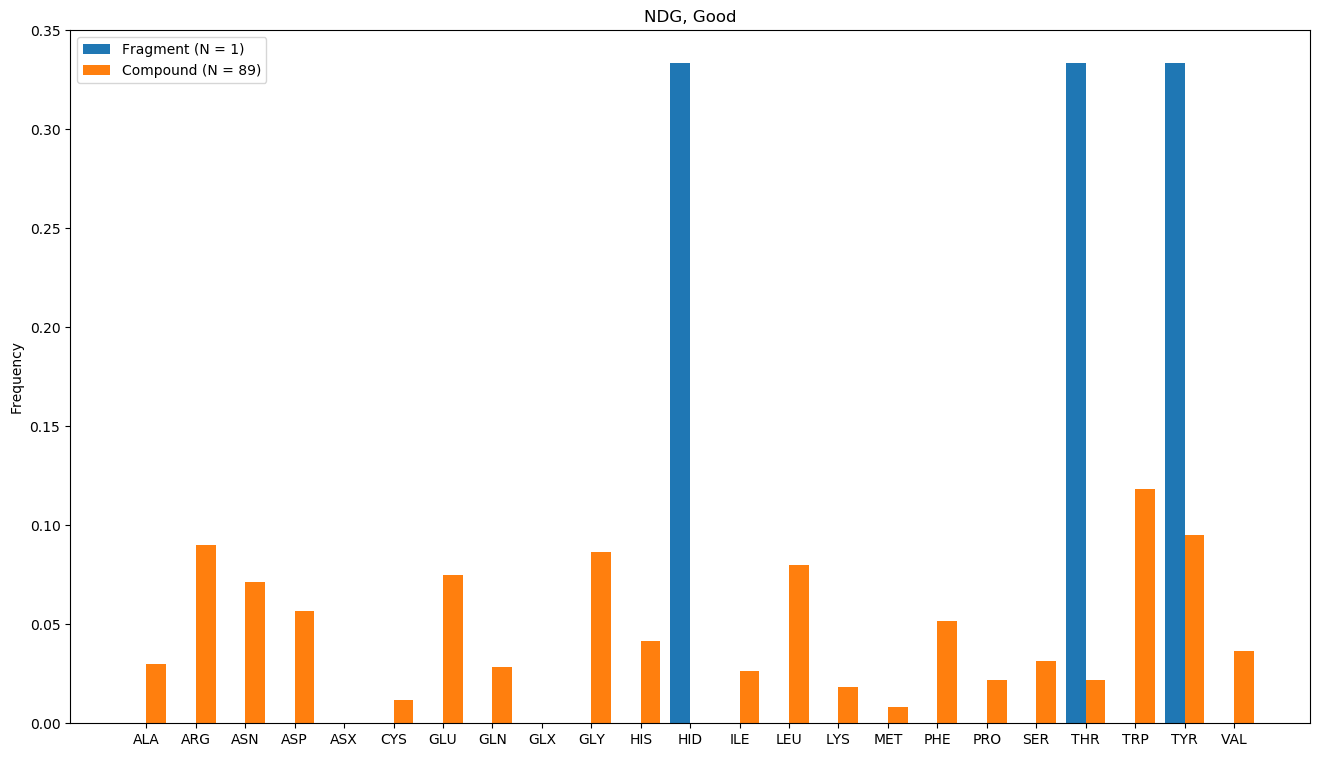 NDG, Good
Fragment (N = 1)
Compound (N = 89)
Frequency
0.35
0.30
0.25
0.20
0.15
0.10
0.05
0.00
ALA ARG ASN ASP ASX CYS GLU GLN GLX GLY HIS HID ILE LEU LYS MET PHE PRO SER THR TRP TYR VAL